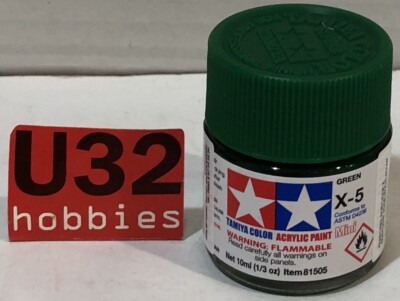 U32
hobbies
GREEN
X-5
Conforms to
ASTM D4236
TAMIYA COLOR ACRYLIC PAINT
Mini
WARNING: FLAMMABLE
Read carefully all warnings on
side panels.
Net 10ml (1/3 oz) Item 81505